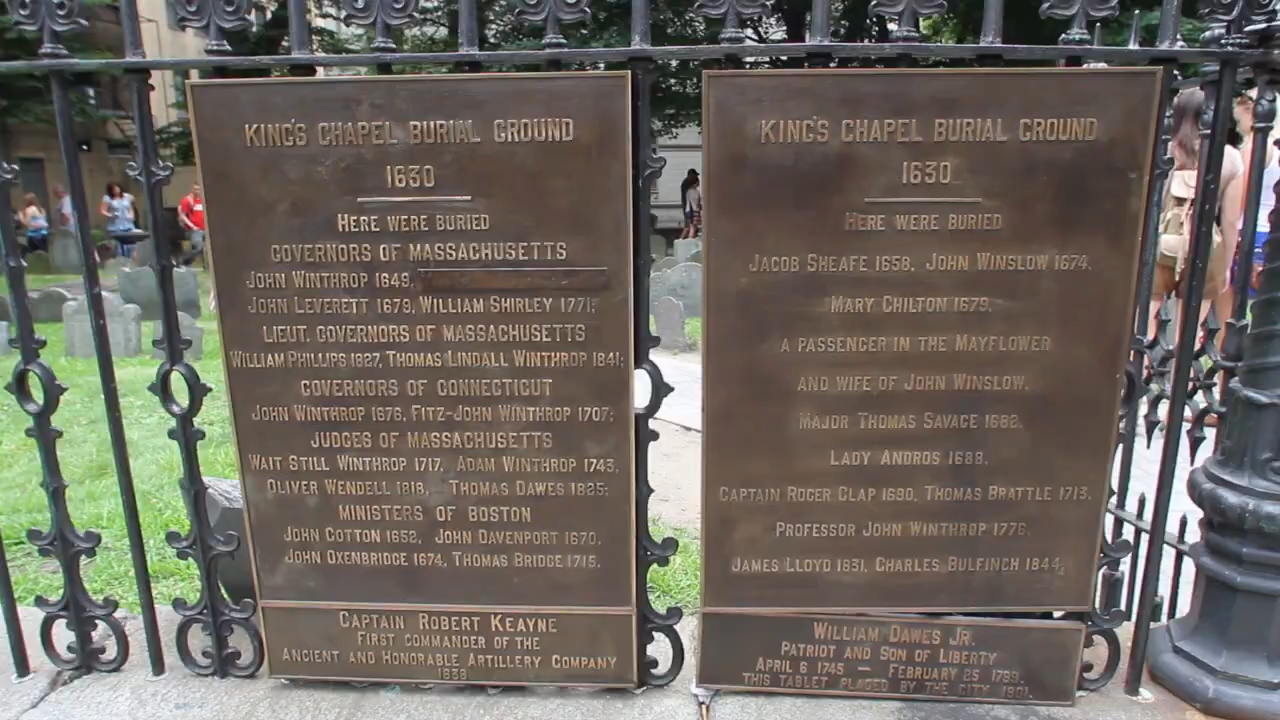 KING'S CHAPEL BURIAL GROUND
1630
HERE WERE BURIED
GOVERNORS OF MASSACHUSETTS
JOHN WINTHROP 1649.
JOHN LEVERETT 1679, WILLIAM SHIRLEY 1771;
LIEUT. GOVERNORS OF MASSACHUSETTS
WILLIAM PHILLIPS 1827, THOMAS LINDALL WINTHROP 1841;
GOVERNORS OF CONNECTICUT
JOHN WINTHROP 1676, FITZ-JOHN WINTHROP 1707;
JUDGES OF MASSACHUSETTS
WAIT STILL WINTHROP 1717, ADAM WINTHROP 1743,
OLIVER WENDELL 1818, THOMAS DAWES 1825;
MINISTERS OF BOSTON
JOHN COTTON 1652, JOHN DAVENPORT 1670,
JOHN OXENBRIDGE 1674, THOMAS BRIDGE 1715.
CAPTAIN ROBERT KEAYNE
FIRST COMMANDER OF THE
ANCIENT AND HONORABLE ARTILLERY COMPANY
1638
KING'S CHAPEL BURIAL GROUND
1630
HERE WERE BURIED
JACOB SHEAFE 1658, JOHN WINSLOW 1674,
MARY CHILTON 1679,
A PASSENGER IN THE MAYFLOWER
AND WIFE OF JOHN WINSLOW,
MAJOR THOMAS SAVAGE 1682,
LADY ANDROS 1688,
CAPTAIN ROGER CLAP 1690, THOMAS BRATTLE 1713,
PROFESSOR JOHN WINTHROP 1776,
JAMES LLOYD 1831, CHARLES BULFINCH 1844.
WILLIAM DAWES JR.
PATRIOT AND SON OF LIBERTY
APRIL 6 1745 — FEBRUARY 25 1799.
THIS TABLET PLACED BY THE CITY 1901.